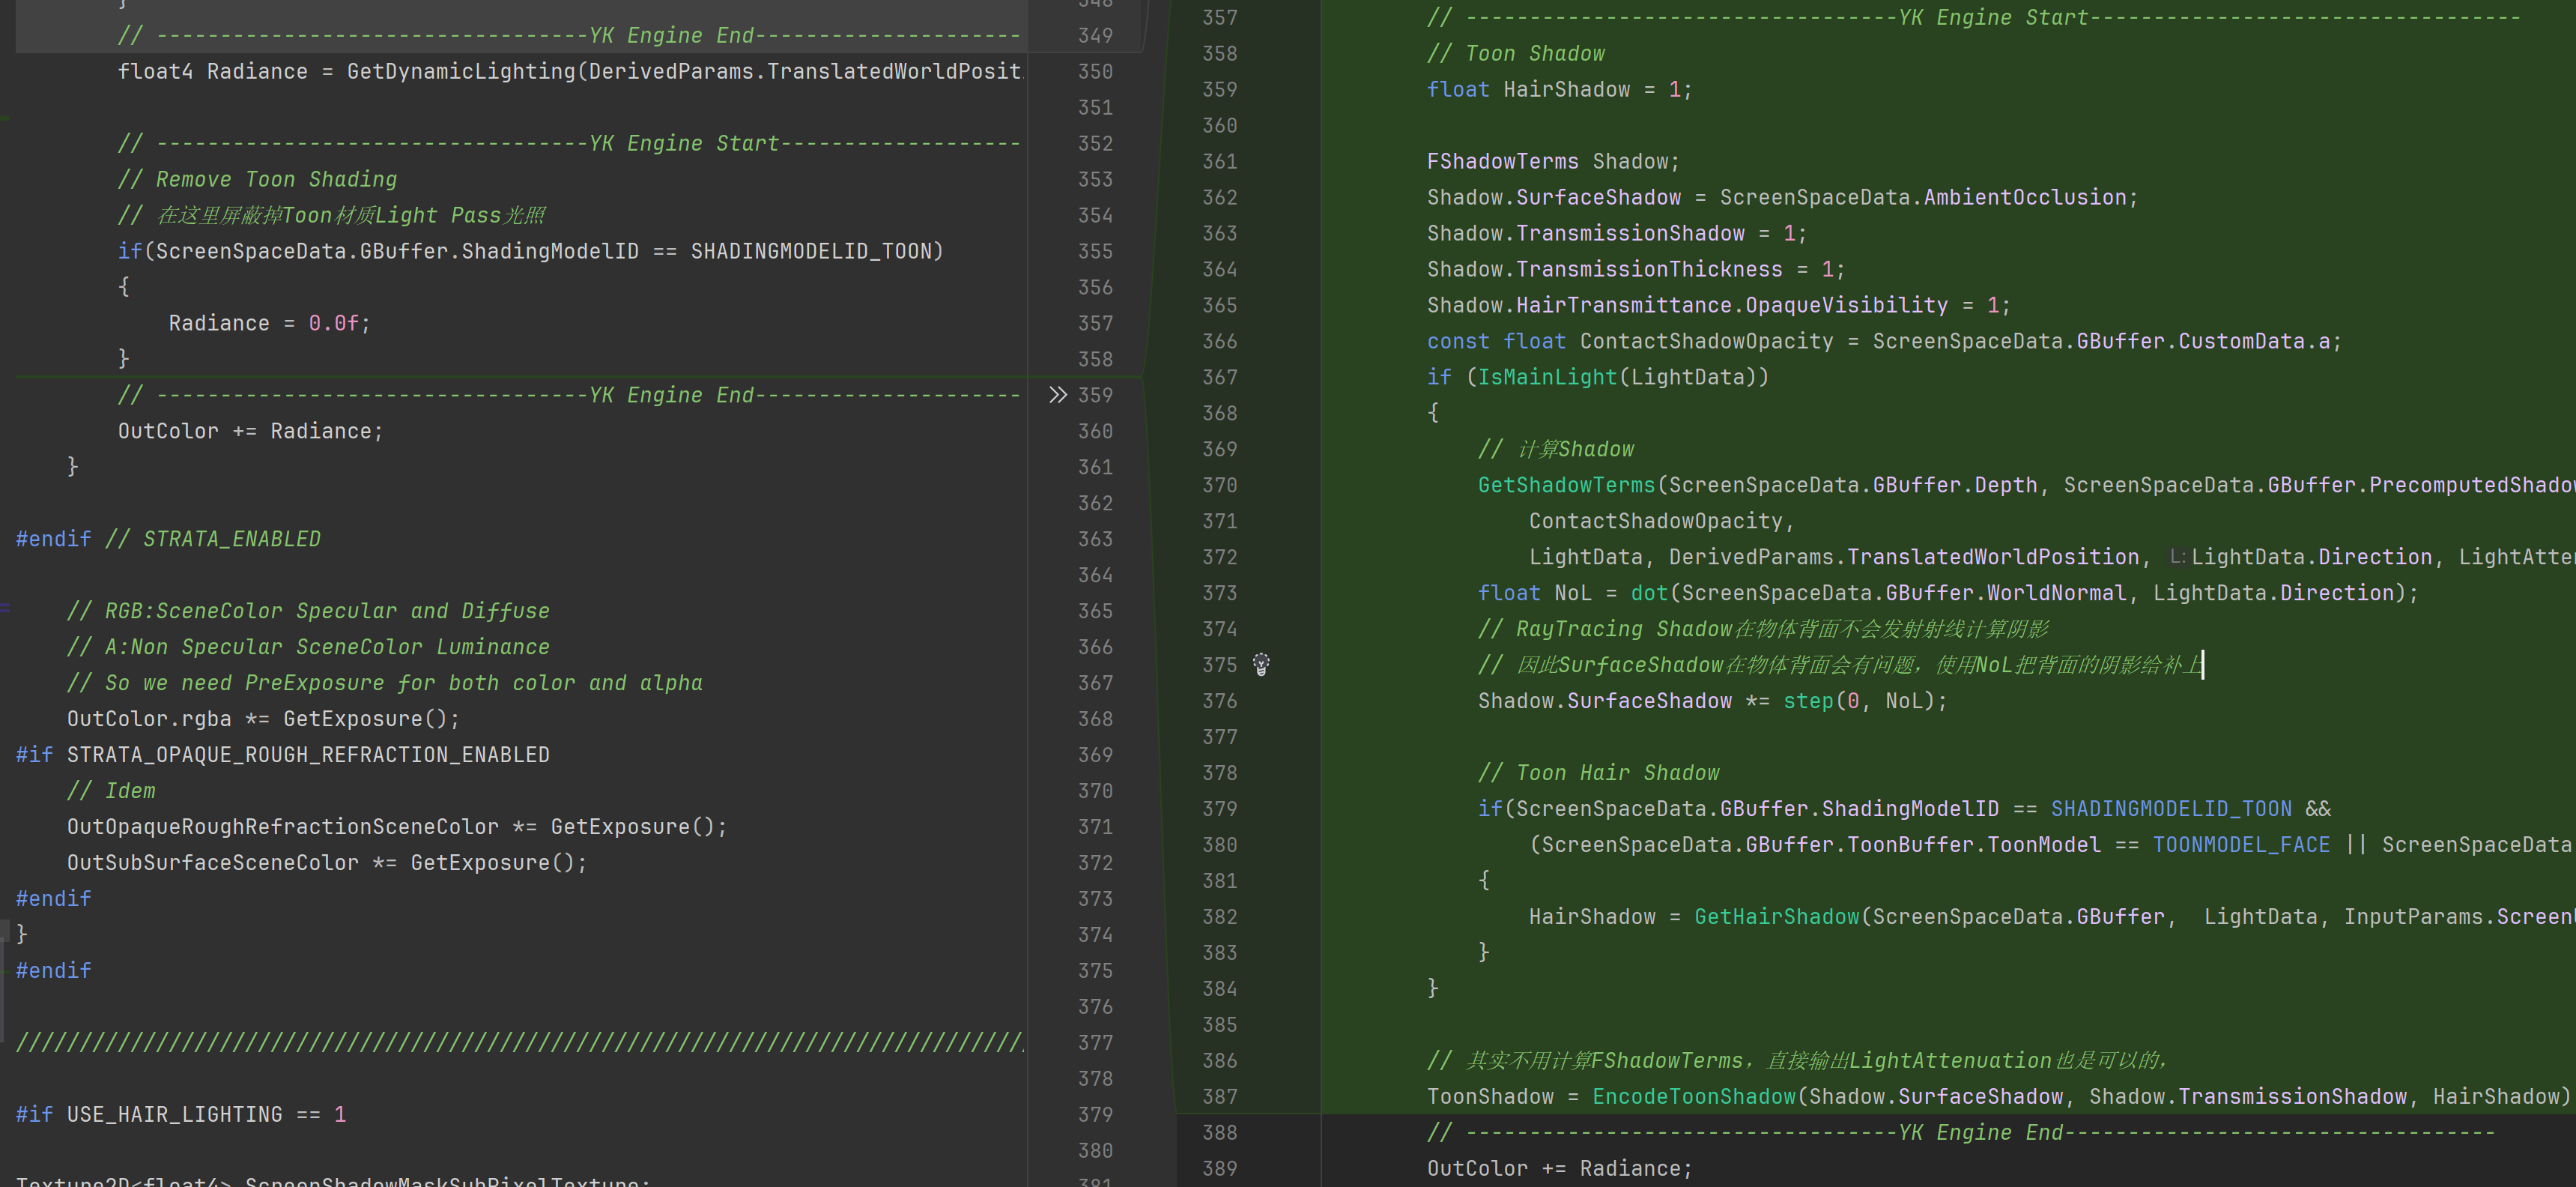 }
// ----------------------------------YK Engine End---------------------
float4 Radiance = GetDynamicLighting(DerivedParams.TranslatedWorldPosit
// ----------------------------------YK Engine Start-------------------
// Remove Toon Shading
// 在这里屏蔽掉Toon材质Light Pass光照
if(ScreenSpaceData.GBuffer.ShadingModelID == SHADINGMODELID_TOON)
{
Radiance = 0.0f;
}
// ----------------------------------YK Engine End---------------------
OutColor += Radiance;
}
#endif // STRATA_ENABLED
// RGB:SceneColor Specular and Diffuse
// A:Non Specular SceneColor Luminance
// So we need PreExposure for both color and alpha
OutColor.rgba *= GetExposure();
#if STRATA_OPAQUE_ROUGH_REFRACTION_ENABLED
// Idem
OutOpaqueRoughRefractionSceneColor *= GetExposure();
OutSubSurfaceSceneColor *= GetExposure();
#endif
}
#endif
////////////////////////////////////////////////////////////////////////////////
#if USE_HAIR_LIGHTING == 1
Texture2D<float4> ScreenShadowMaskSubPixelTexture;
348
349
350
351
352
353
354
355
356
357
358
359
360
361
362
363
364
365
366
367
368
369
370
371
372
373
374
375
376
377
378
379
380
381
357 // ----------------------------------YK Engine Start----------------------------------
358 // Toon Shadow
359 float HairShadow = 1;
360
361 FShadowTerms Shadow;
362 Shadow.SurfaceShadow = ScreenSpaceData.AmbientOcclusion;
363 Shadow.TransmissionShadow = 1;
364 Shadow.TransmissionThickness = 1;
365 Shadow.HairTransmittance.OpaqueVisibility = 1;
366 const float ContactShadowOpacity = ScreenSpaceData.GBuffer.CustomData.a;
367 if (IsMainLight(LightData))
368 {
369 // 计算Shadow
370 GetShadowTerms(ScreenSpaceData.GBuffer.Depth, ScreenSpaceData.GBuffer.PrecomputedShadow
371 ContactShadowOpacity,
372 LightData, DerivedParams.TranslatedWorldPosition, L:LightData.Direction, LightAtte
373 float NoL = dot(ScreenSpaceData.GBuffer.WorldNormal, LightData.Direction);
374 // RayTracing Shadow在物体背面不会发射射线计算阴影
375 // 因此SurfaceShadow在物体背面会有问题，使用NoL把背面的阴影给补上
376 Shadow.SurfaceShadow *= step(0, NoL);
377
378 // Toon Hair Shadow
379 if(ScreenSpaceData.GBuffer.ShadingModelID == SHADINGMODELID_TOON &&
380 (ScreenSpaceData.GBuffer.ToonBuffer.ToonModel == TOONMODEL_FACE || ScreenSpaceData
381 {
382 HairShadow = GetHairShadow(ScreenSpaceData.GBuffer, LightData, InputParams.Screen
383 }
384 }
385
386 // 其实不用计算FShadowTerms，直接输出LightAttenuation也是可以的，
387 ToonShadow = EncodeToonShadow(Shadow.SurfaceShadow, Shadow.TransmissionShadow, HairShadow)
388 // ----------------------------------YK Engine End----------------------------------
389 OutColor += Radiance;